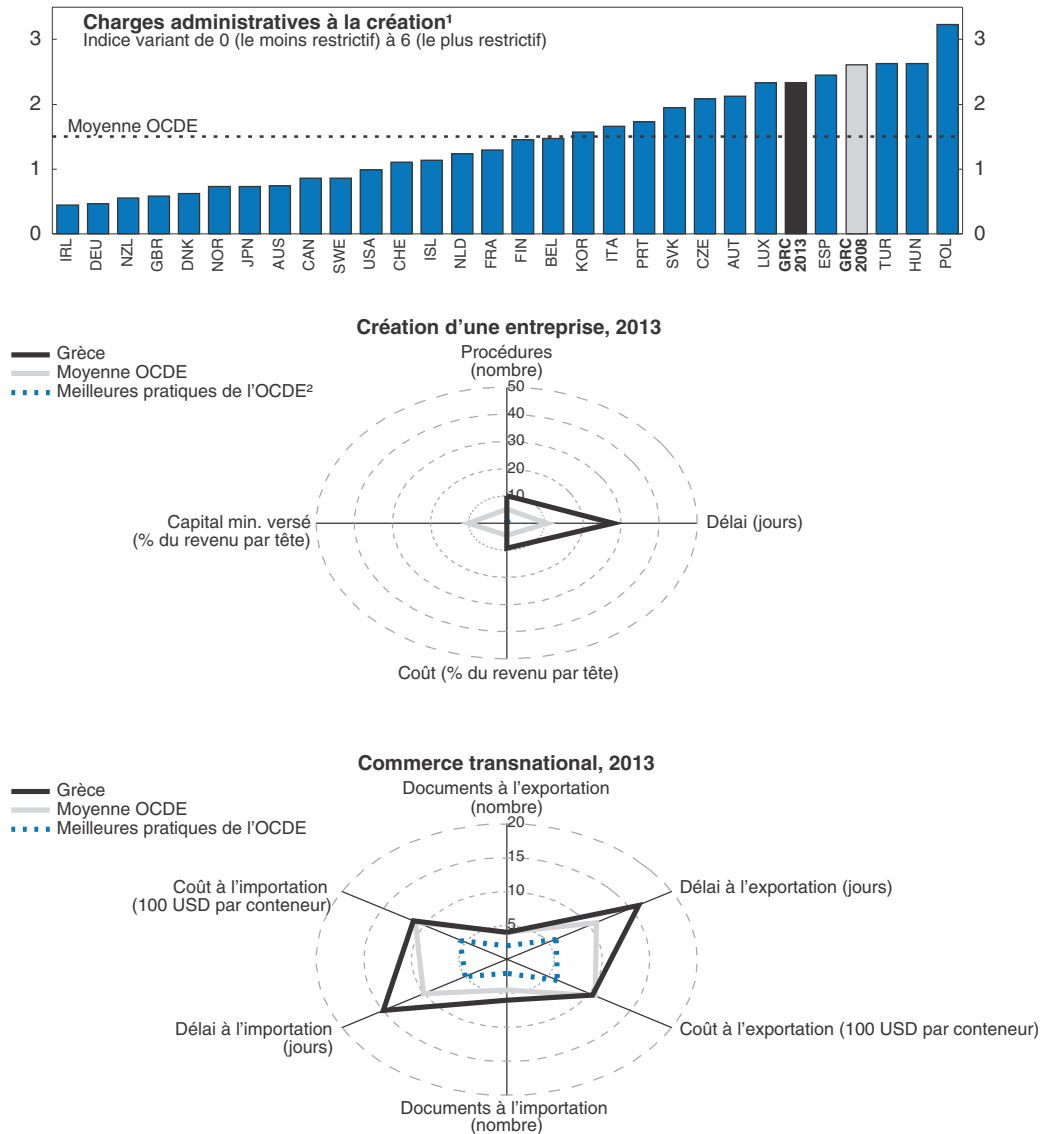 Charges administratives à la création¹
Indice variant de 0 (le moins restrictif) à 6 (le plus restrictif)
3 3
2 2
Moyenne OCDE
1 1
0 0
IRL DEU NZL GBR DNK NOR JPN AUS CAN SWE USA CHE ISL NLD FRA FIN BEL KOR ITA PRT SVK CZE AUT LUX GRC 2013 ESP GRC 2008 TUR HUN POL
Création d’une entreprise, 2013
Grèce
Moyenne OCDE
Meilleures pratiques de l’OCDE²
Procédures
(nombre)
50
40
30
20
10
Capital min. versé
(% du revenu par tête)
Délai (jours)
Coût (% du revenu par tête)
Commerce transnational, 2013
Grèce
Moyenne OCDE
Meilleures pratiques de l’OCDE
Documents à l’exportation
(nombre)
20
15
10
5
Coût à l’importation
(100 USD par conteneur)
Délai à l’exportation (jours)
Délai à l’importation
(jours)
Coût à l’exportation (100 USD par conteneur)
Documents à l’importation
(nombre)